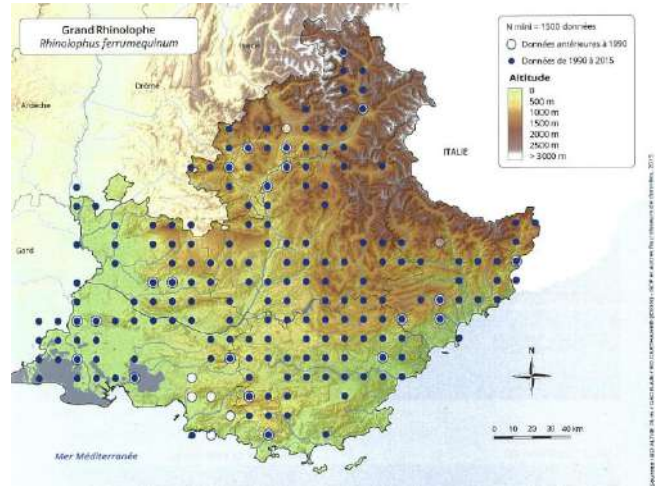 Grand Rhinolophe
Rhinolophus ferrumequinum
N mini = 1300 données
Données antérieures à 1990
Données de 1990 à 2015
Altitude
0
500 m
1000 m
1500 m
2000 m
2500 m
> 3000 m
Isère
Drôme
Ardèche
ITALIE
Gard
N
Mer Méditerranée
0 10 20 30 40 km